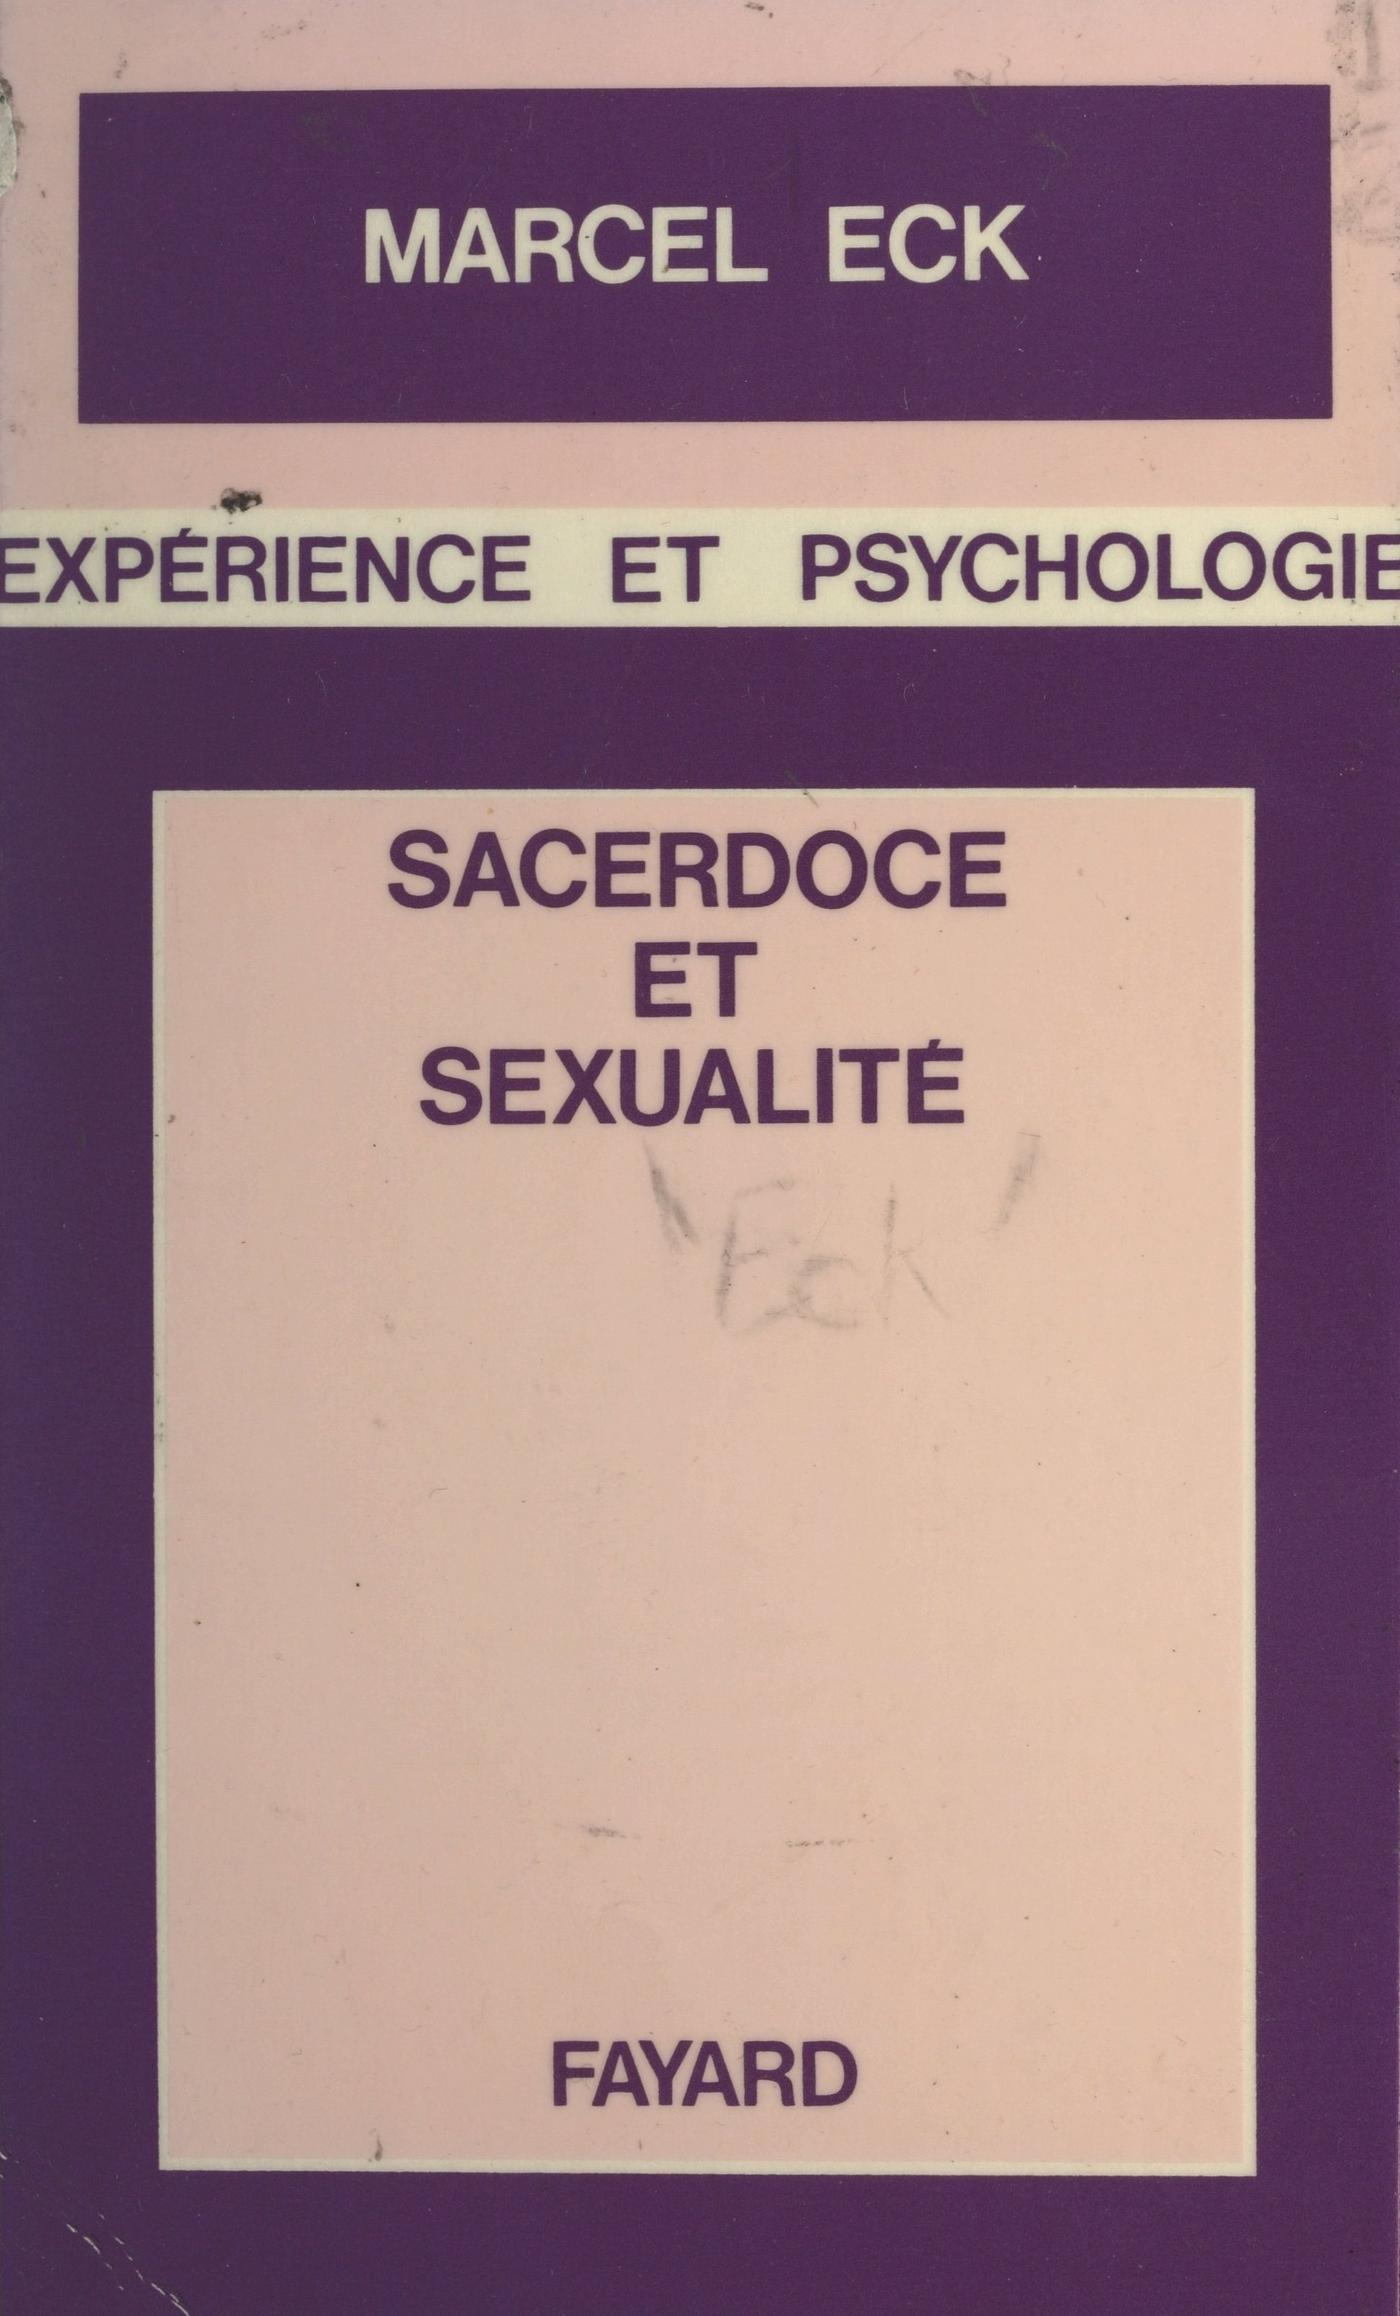 MARCEL ECK
EXPÉRIENCE ET PSYCHOLOGIE
SACERDOCE
ET
SEXUALITÉ
"Eck"
FAYARD